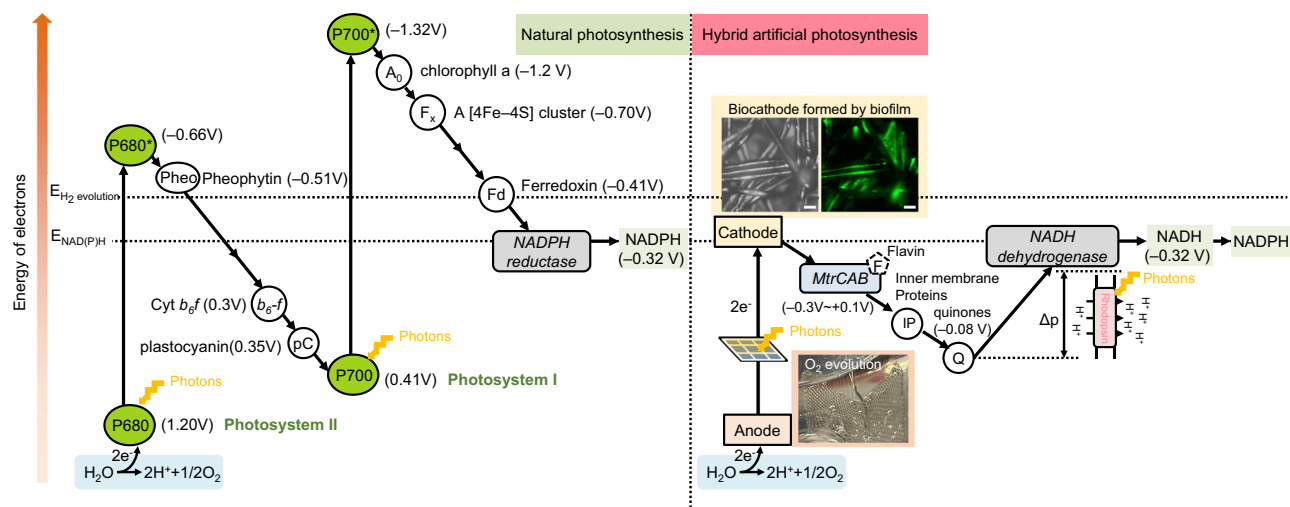 Energy of electrons
Natural photosynthesis
Hybrid artificial photosynthesis
P700*
(–1.32V)
A0
chlorophyll a (–1.2 V)
Fx
A [4Fe–4S] cluster (–0.70V)
P680*
(–0.66V)
Pheo
Pheophytin (–0.51V)
EH2 evolution
Fd
Ferredoxin (–0.41V)
ENAD(P)H
NADPH
reductase
NADPH
(–0.32 V)
Cyt b6f (0.3V)
b6-f
plastocyanin(0.35V)
pC
Photons
P700
(0.41V)
Photosystem I
Photons
P680
(1.20V)
Photosystem II
2e-
H2O
2H++1/2O2
Biocathode formed by biofilm
Cathode
Flavin
F
MtrCAB
(–0.3V~+0.1V)
Inner membrane
Proteins
IP
quinones
(–0.08 V)
Q
NADH
dehydrogenase
NADH
(–0.32 V)
NADPH
Photons
Δp
Rhodopsin
H+
H+
H+
H+
H+
H+
H+
H+
2e-
Photons
O2 evolution
Anode
2e-
H2O
2H++1/2O2